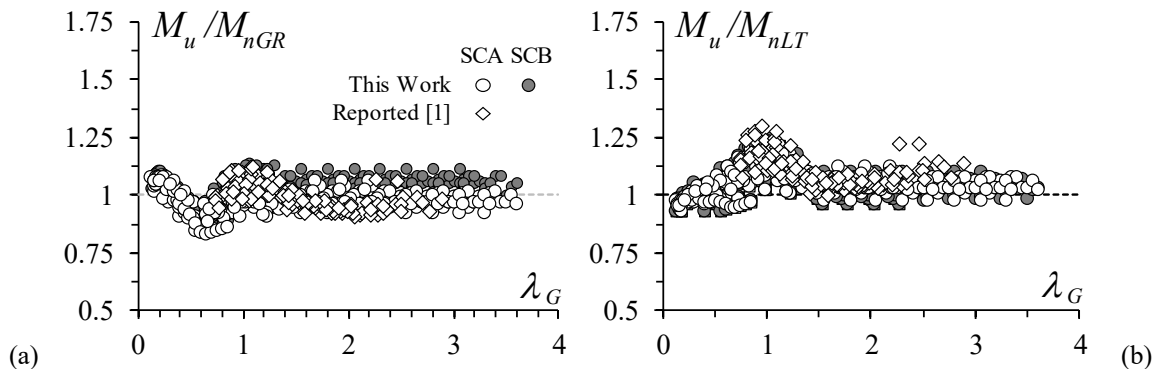 M_u/M_nGR
SCA SCB
This Work
Reported [1]
1.75
1.5
1.25
1
0.75
0.5
0 1 2 3 4
λ_G
(a)
M_u/M_nLT
1.75
1.5
1.25
1
0.75
0.5
0 1 2 3 4
λ_G
(b)